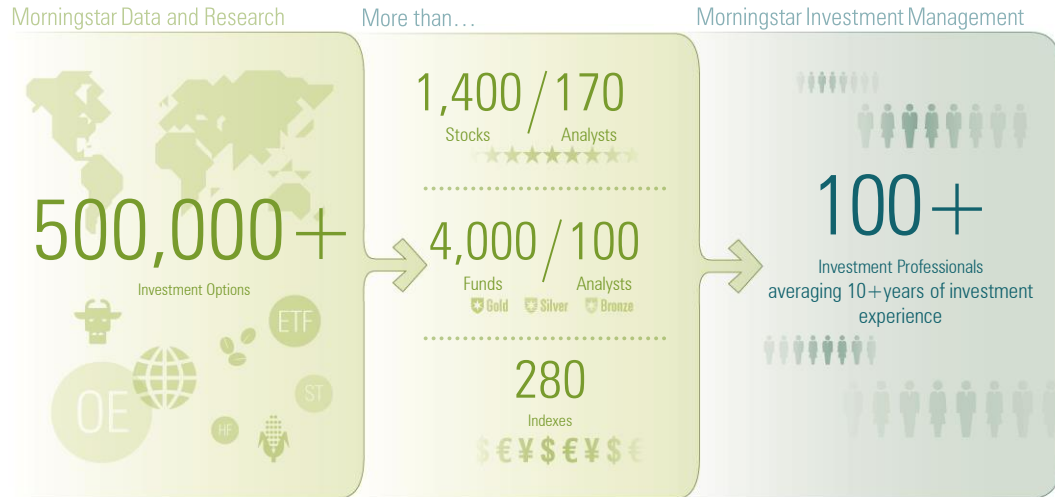 Morningstar Data and Research
500,000+
Investment Options
ETF
OE
ST
HF
More than...
1,400/170
Stocks Analysts
4,000/100
Funds Analysts
Gold Silver Bronze
280
Indexes
$€¥$€¥$€
Morningstar Investment Management
100+
Investment Professionals
averaging 10+years of investment
experience